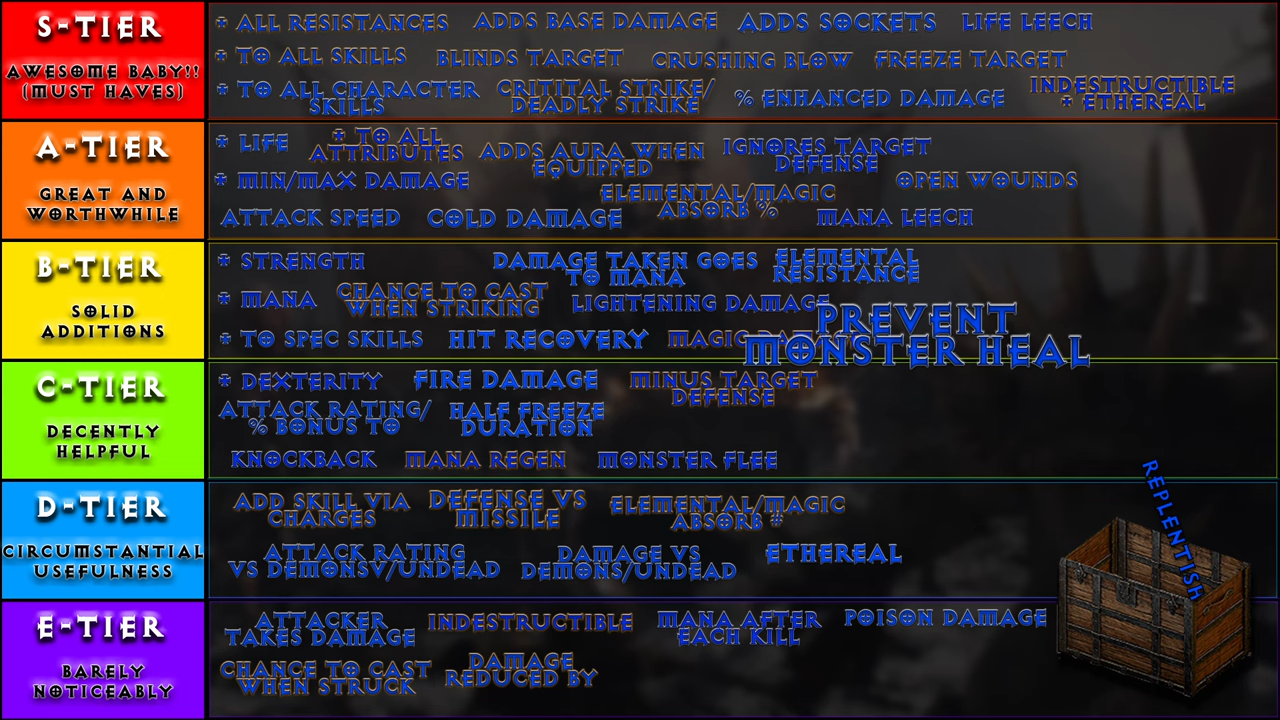 S-TIER
AWESOME BABY!!
(MUST HAVES)
+ ALL RESISTANCES
ADDS BASE DAMAGE
ADDS SOCKETS
LIFE LEECH
+ TO ALL SKILLS
BLINDS TARGET
CRUSHING BLOW
FREEZE TARGET
+ TO ALL CHARACTER
SKILLS
CRITITAL STRIKE/
DEADLY STRIKE
% ENHANCED DAMAGE
INDESTRUCTIBLE
+ ETHEREAL
A-TIER
GREAT AND
WORTHWHILE
+ LIFE
+ TO ALL
ATTRIBUTES
ADDS AURA WHEN
EQUIPPED
IGNORES TARGET
DEFENSE
+ MIN/MAX DAMAGE
ELEMENTAL/MAGIC
ABSORB %
OPEN WOUNDS
ATTACK SPEED
COLD DAMAGE
MANA LEECH
B-TIER
SOLID
ADDITIONS
+ STRENGTH
DAMAGE TAKEN GOES
TO MANA
ELEMENTAL
RESISTANCE
+ MANA
CHANCE TO CAST
WHEN STRIKING
LIGHTENING DAMAGE
+ TO SPEC SKILLS
HIT RECOVERY
MAGIC
PREVENT
MONSTER HEAL
C-TIER
DECENTLY
HELPFUL
+ DEXTERITY
FIRE DAMAGE
MINUS TARGET
DEFENSE
ATTACK RATING/
% BONUS TO
HALF FREEZE
DURATION
KNOCKBACK
MANA REGEN
MONSTER FLEE
D-TIER
CIRCUMSTANTIAL
USEFULNESS
ADD SKILL VIA
CHARGES
DEFENSE VS
MISSILE
ELEMENTAL/MAGIC
ABSORB #
ATTACK RATING
VS DEMONSV/UNDEAD
DAMAGE VS
DEMONS/UNDEAD
ETHEREAL
REPLENTISH
E-TIER
BARELY
NOTICEABLY
ATTACKER
TAKES DAMAGE
INDESTRUCTIBLE
MANA AFTER
EACH KILL
POISON DAMAGE
CHANCE TO CAST
WHEN STRUCK
DAMAGE
REDUCED BY